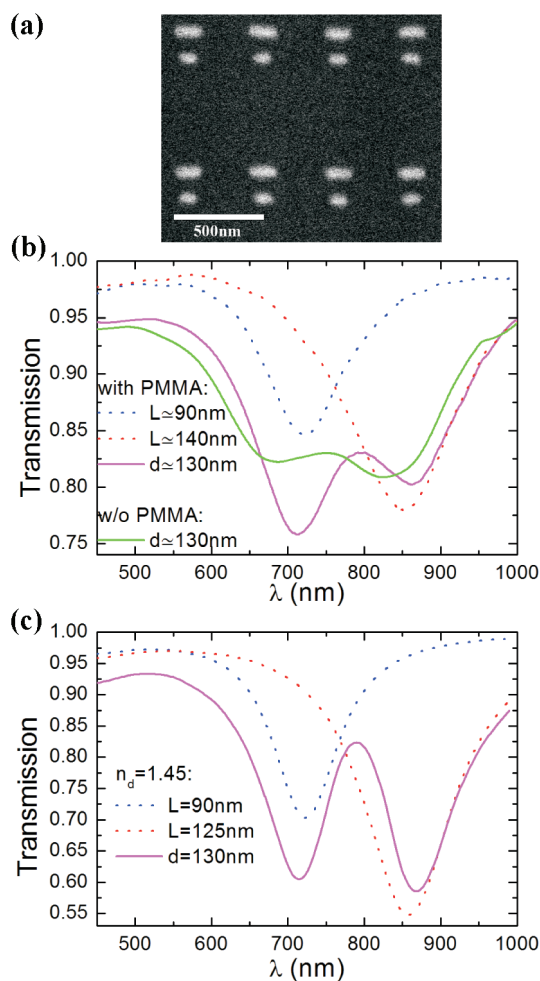 (a)
500nm
(b)
1.00
0.95
0.90
0.85
0.80
0.75
Transmission
with PMMA:
L≃90nm
L≃140nm
d≃130nm
w/o PMMA:
d≃130nm
500 600 700 800 900 1000
λ (nm)
(c)
1.00
0.95
0.90
0.85
0.80
0.75
0.70
0.65
0.60
0.55
Transmission
n_d=1.45:
L=90nm
L=125nm
d=130nm
500 600 700 800 900 1000
λ (nm)